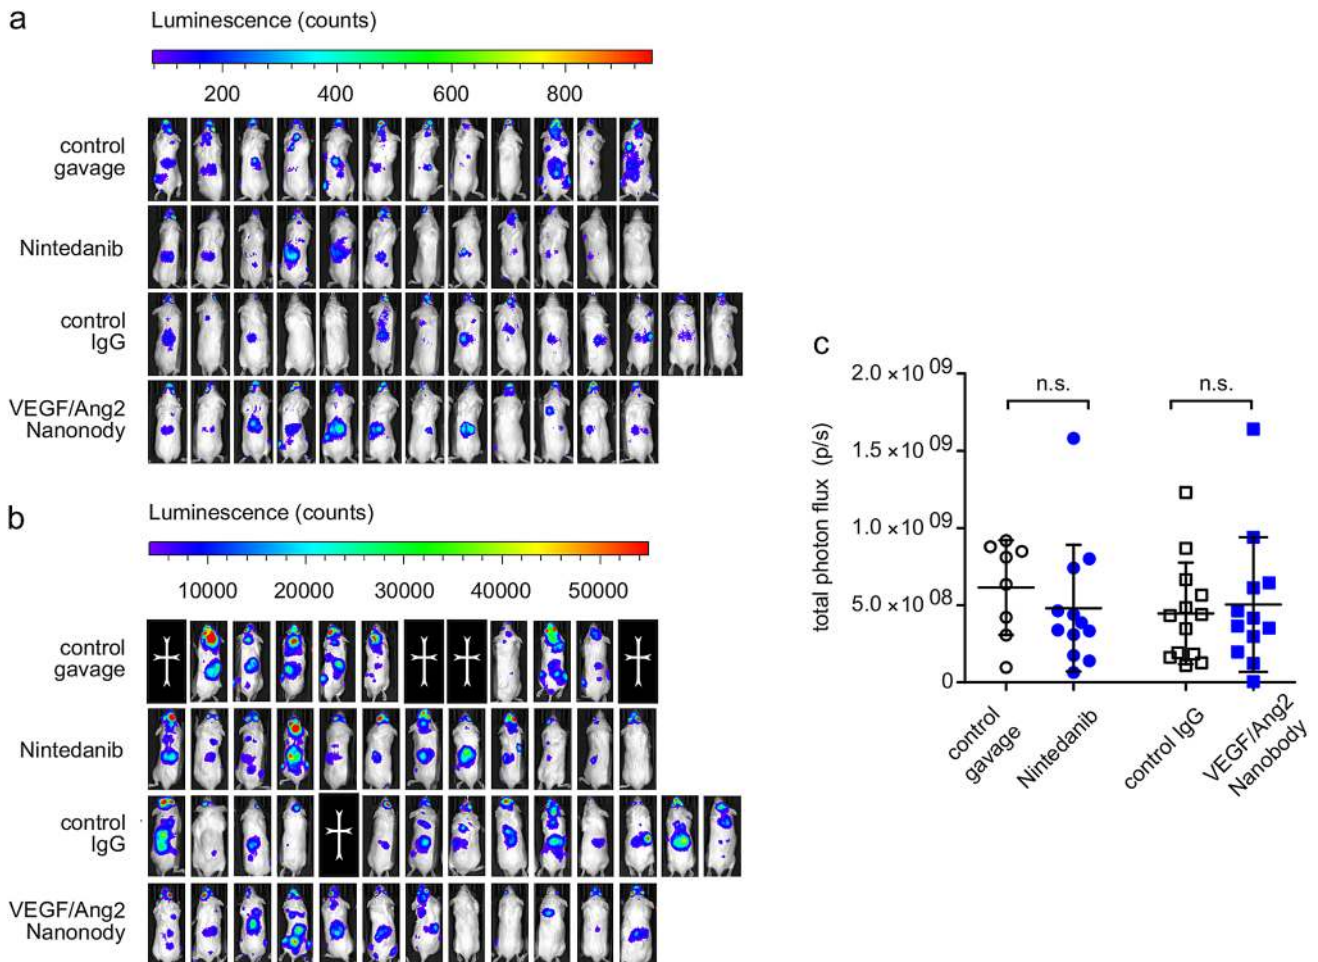 a
Luminescence (counts)
200 400 600 800
control
gavage
Nintedanib
control
IgG
VEGF/Ang2
Nanonody
b
Luminescence (counts)
10000 20000 30000 40000 50000
control
gavage
Nintedanib
control
IgG
VEGF/Ang2
Nanonody
c
total photon flux (p/s)
2.0 × 10 09
1.5 × 10 09
1.0 × 10 09
5.0 × 10 08
0
n.s. n.s.
control
gavage
Nintedanib
control IgG
VEGF/Ang2
Nanobody